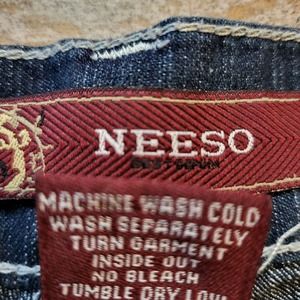 NEESO
MACHINE WASH COLD
WASH SEPARATELY
TURN GARMENT
INSIDE OUT
NO BLEACH
TUMBLE DRY LOW